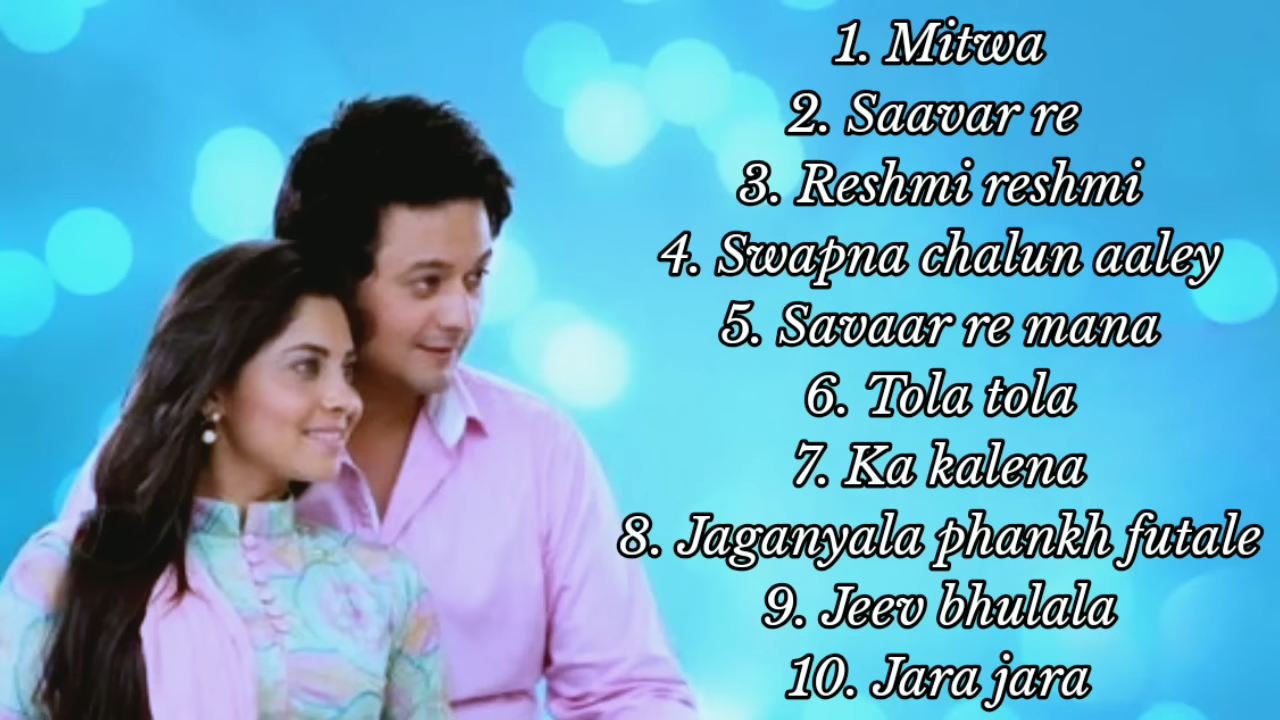 1. Mitwa
2. Saavar re
3. Reshmi reshmi
4. Swapna chalun aaley
5. Savaar re mana
6. Tola tola
7. Ka kalena
8. Jaganyala phankh futale
9. Jeev bhulala
10. Jara jara